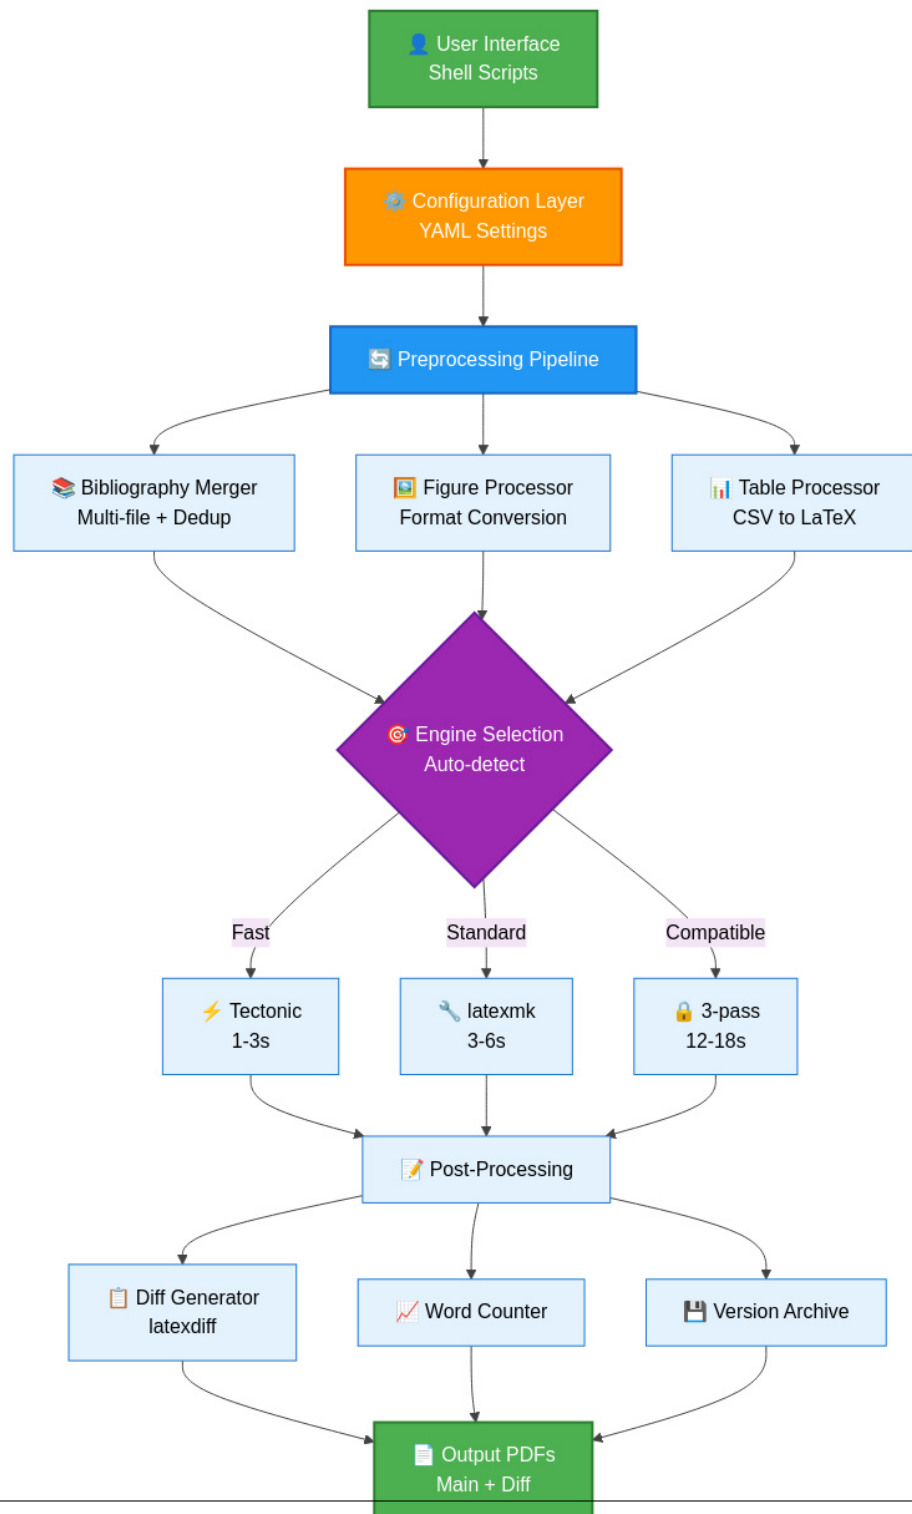 👤 User Interface
Shell Scripts
⚙️ Configuration Layer
YAML Settings
🔄 Preprocessing Pipeline
📚 Bibliography Merger
Multi-file + Dedup
🖼️ Figure Processor
Format Conversion
📊 Table Processor
CSV to LaTeX
🎯 Engine Selection
Auto-detect
Fast
Standard
Compatible
⚡ Tectonic
1-3s
🔧 latexmk
3-6s
🔒 3-pass
12-18s
📝 Post-Processing
📋 Diff Generator
latexdiff
📈 Word Counter
💾 Version Archive
📄 Output PDFs
Main + Diff